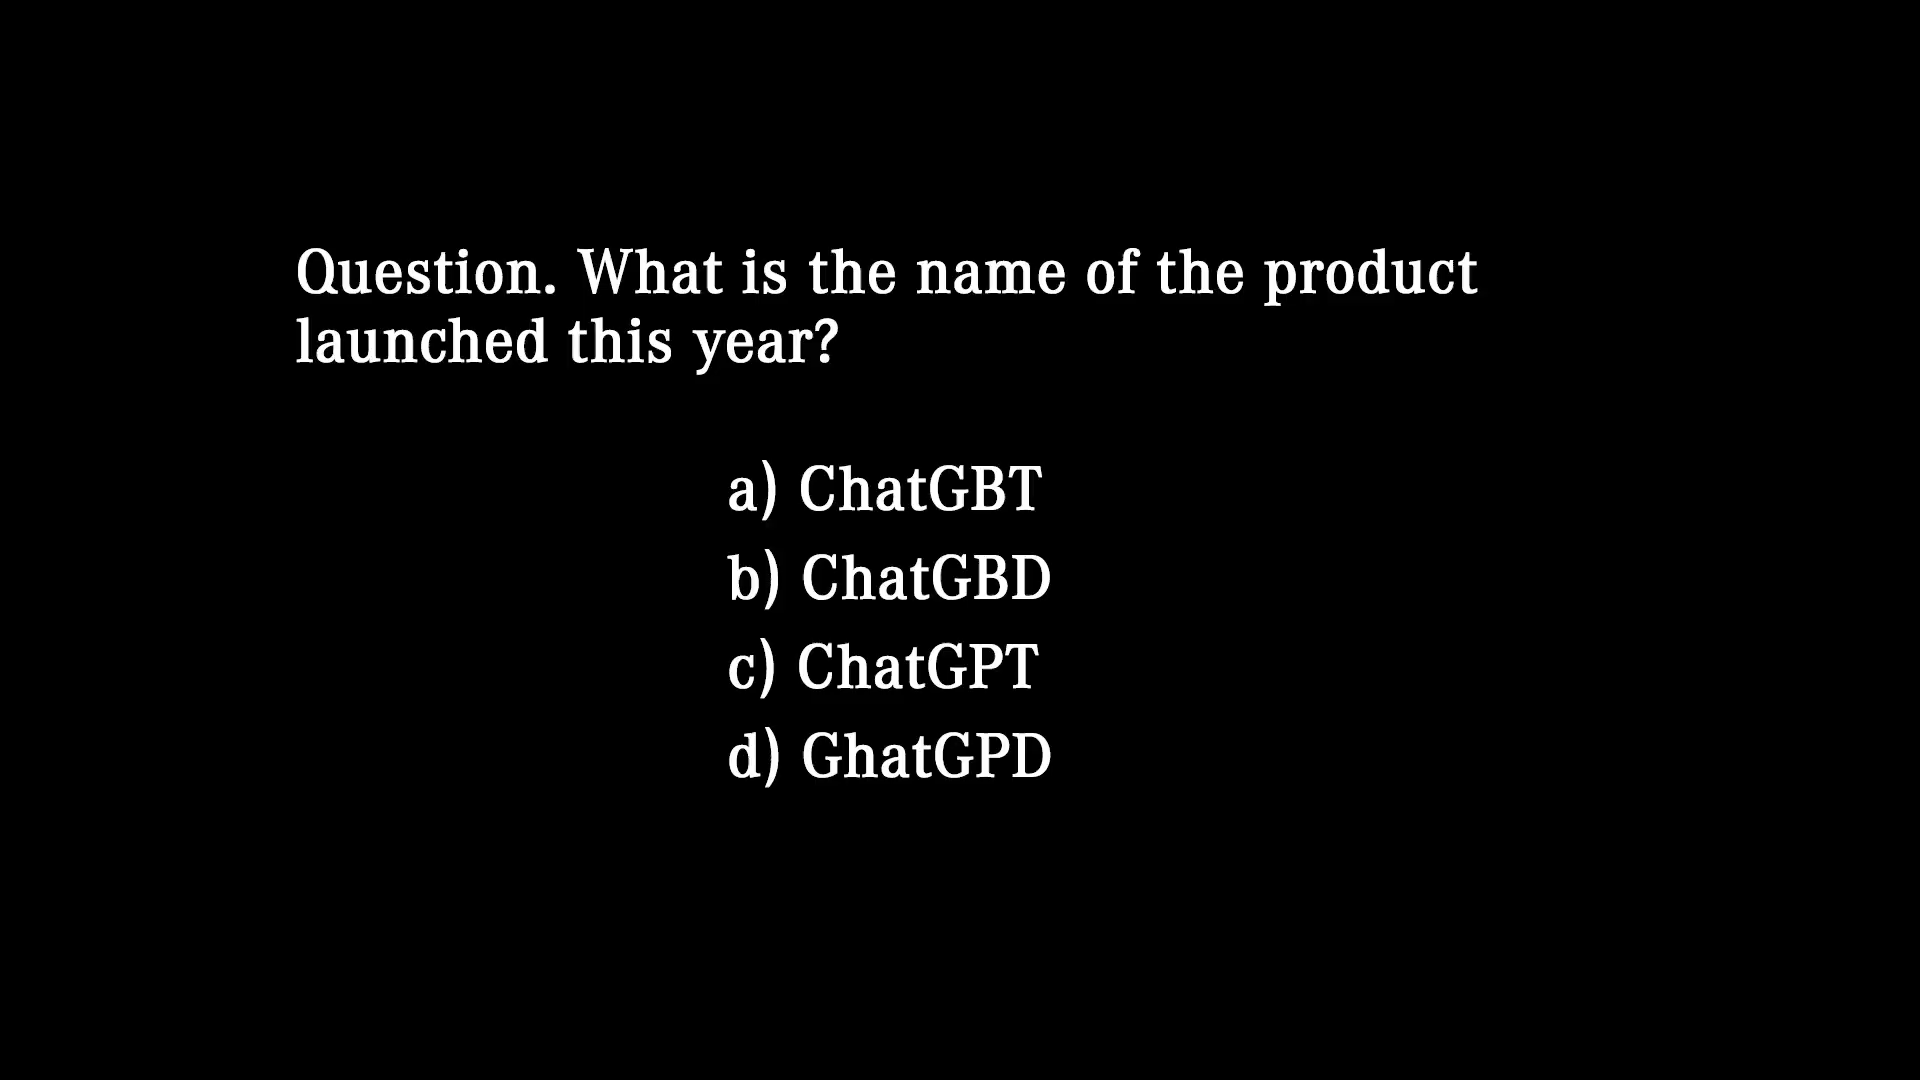 Question. What is the name of the product
launched this year?
a) ChatGBT
b) ChatGBD
c) ChatGPT
d) GhatGPD